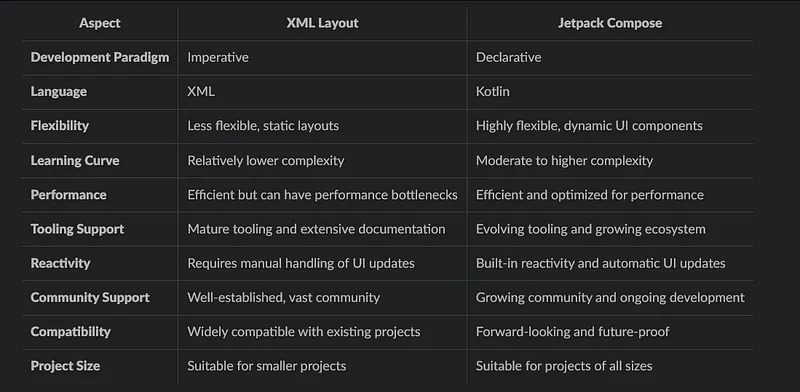 Aspect XML Layout Jetpack Compose
Development Paradigm Imperative Declarative
Language XML Kotlin
Flexibility Less flexible, static layouts Highly flexible, dynamic UI components
Learning Curve Relatively lower complexity Moderate to higher complexity
Performance Efficient but can have performance bottlenecks Efficient and optimized for performance
Tooling Support Mature tooling and extensive documentation Evolving tooling and growing ecosystem
Reactivity Requires manual handling of UI updates Built-in reactivity and automatic UI updates
Community Support Well-established, vast community Growing community and ongoing development
Compatibility Widely compatible with existing projects Forward-looking and future-proof
Project Size Suitable for smaller projects Suitable for projects of all sizes